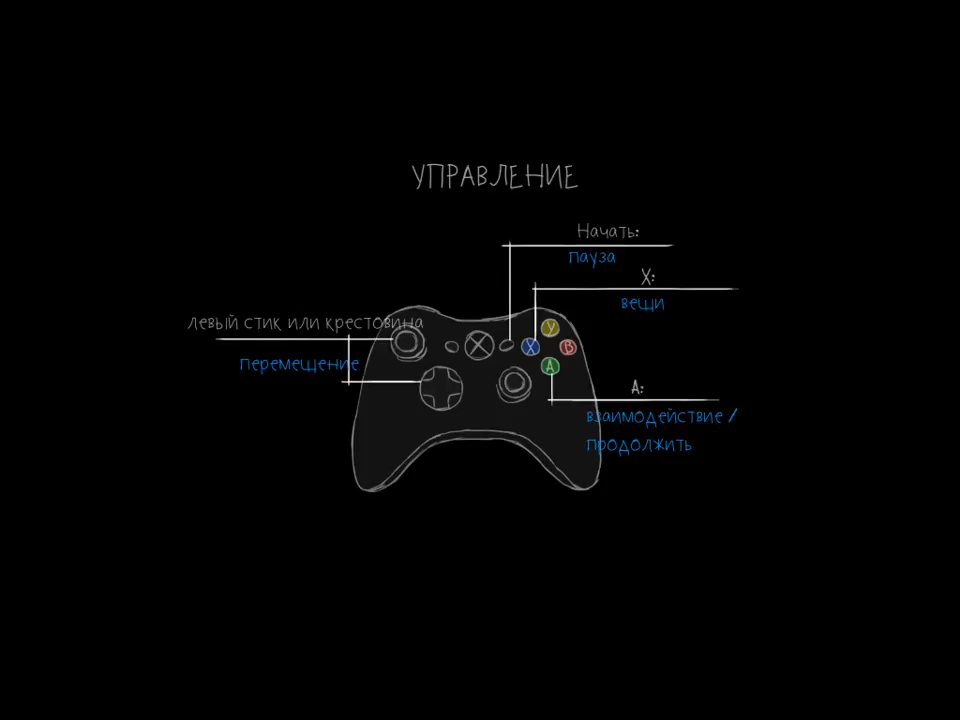 УПРАВЛЕНИЕ
Начать:
пауза
X:
вещи
левый стик или крестовина
перемещение
Y
X
B
A
A:
взаимодействие /
продолжить